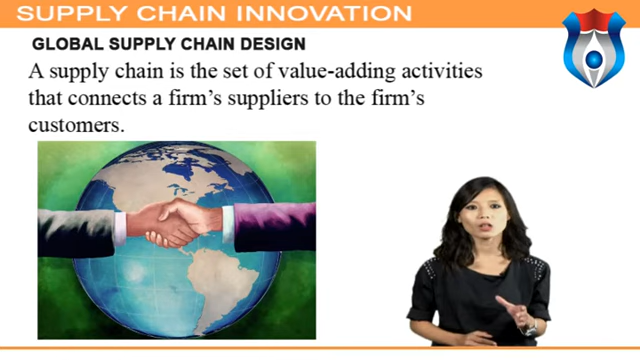 SUPPLY CHAIN INNOVATION
GLOBAL SUPPLY CHAIN DESIGN
A supply chain is the set of value-adding activities
that connects a firm’s suppliers to the firm’s
customers.